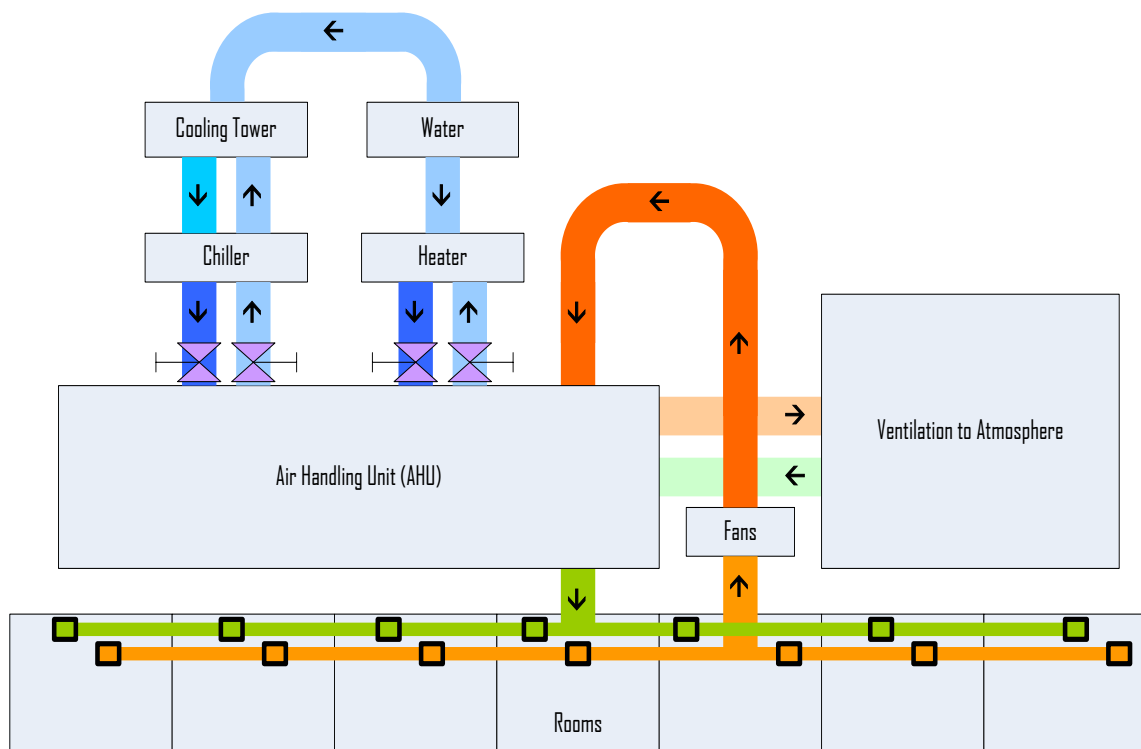 Cooling Tower
Water
Chiller
Heater
Ventilation to Atmosphere
Air Handling Unit (AHU)
Fans
Rooms